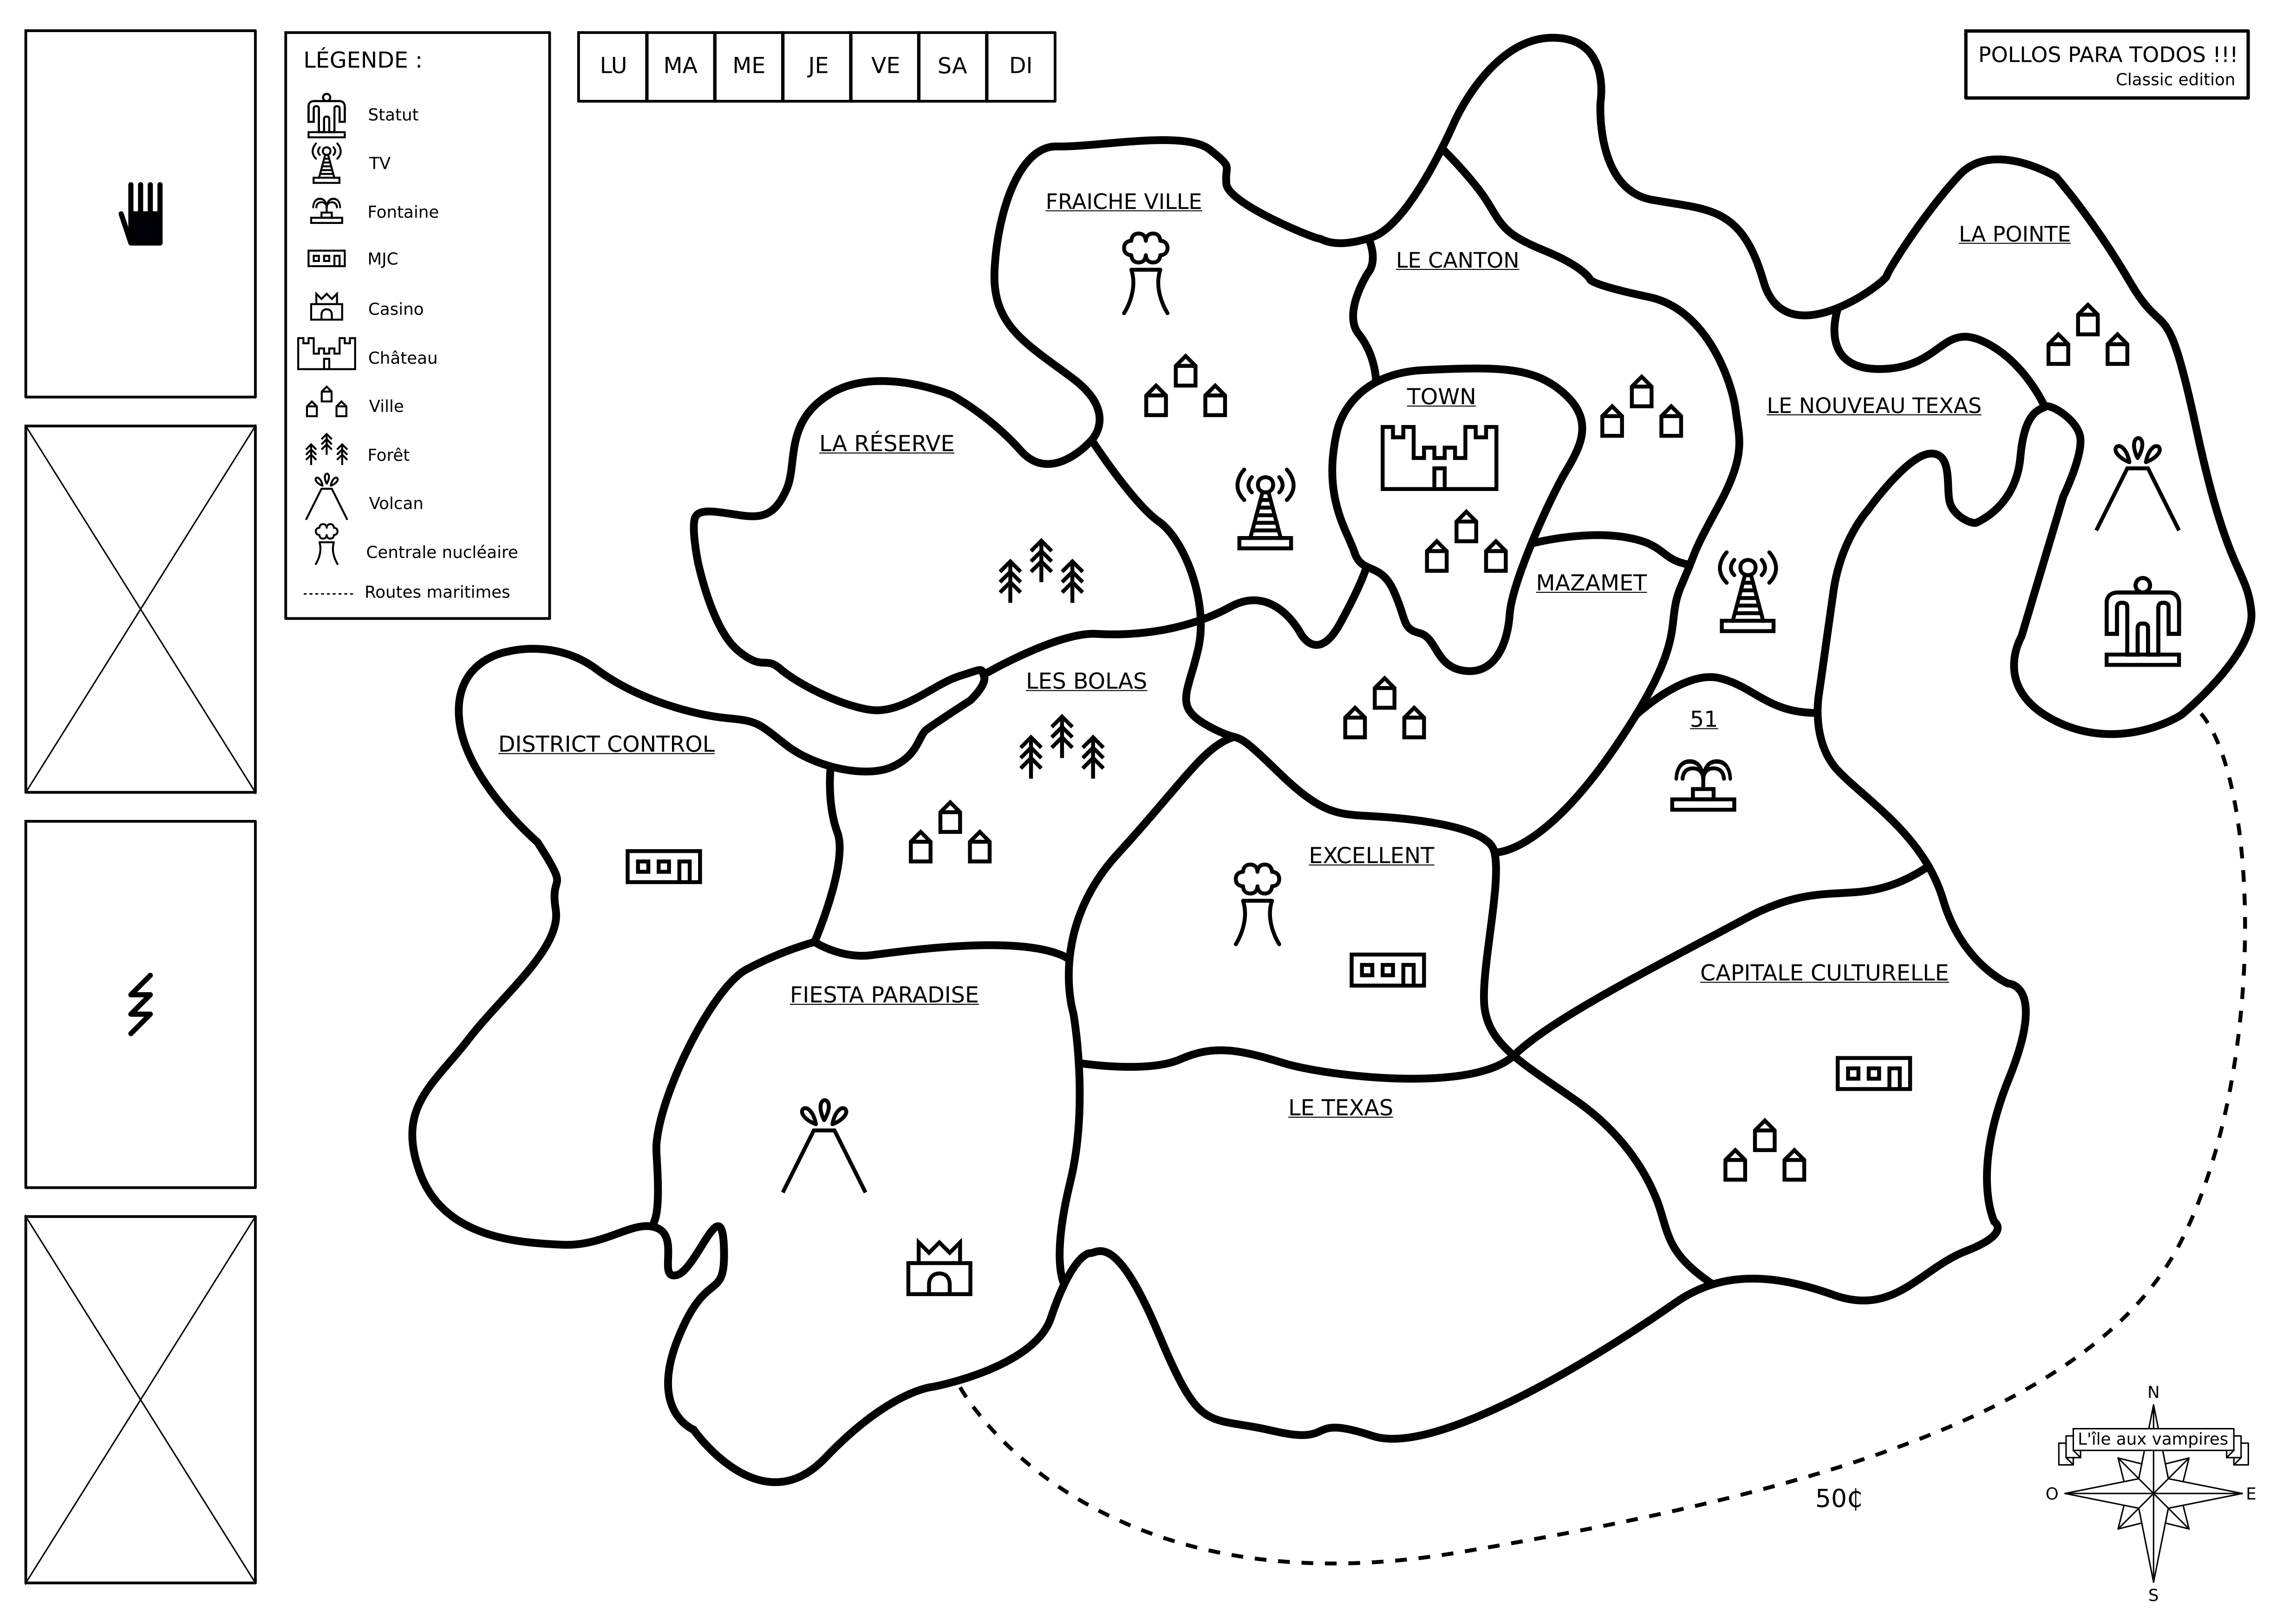 LÉGENDE :
Statut
TV
Fontaine
MJC
Casino
Château
Ville
Forêt
Volcan
Centrale nucléaire
Routes maritimes
LU MA ME JE VE SA DI
POLLOS PARA TODOS !!!
Classic edition
FRAICHE VILLE
LE CANTON
LA POINTE
TOWN
LE NOUVEAU TEXAS
LA RÉSERVE
MAZAMET
LES BOLAS
51
DISTRICT CONTROL
EXCELLENT
CAPITALE CULTURELLE
FIESTA PARADISE
LE TEXAS
50¢
N
L'île aux vampires
O E
S